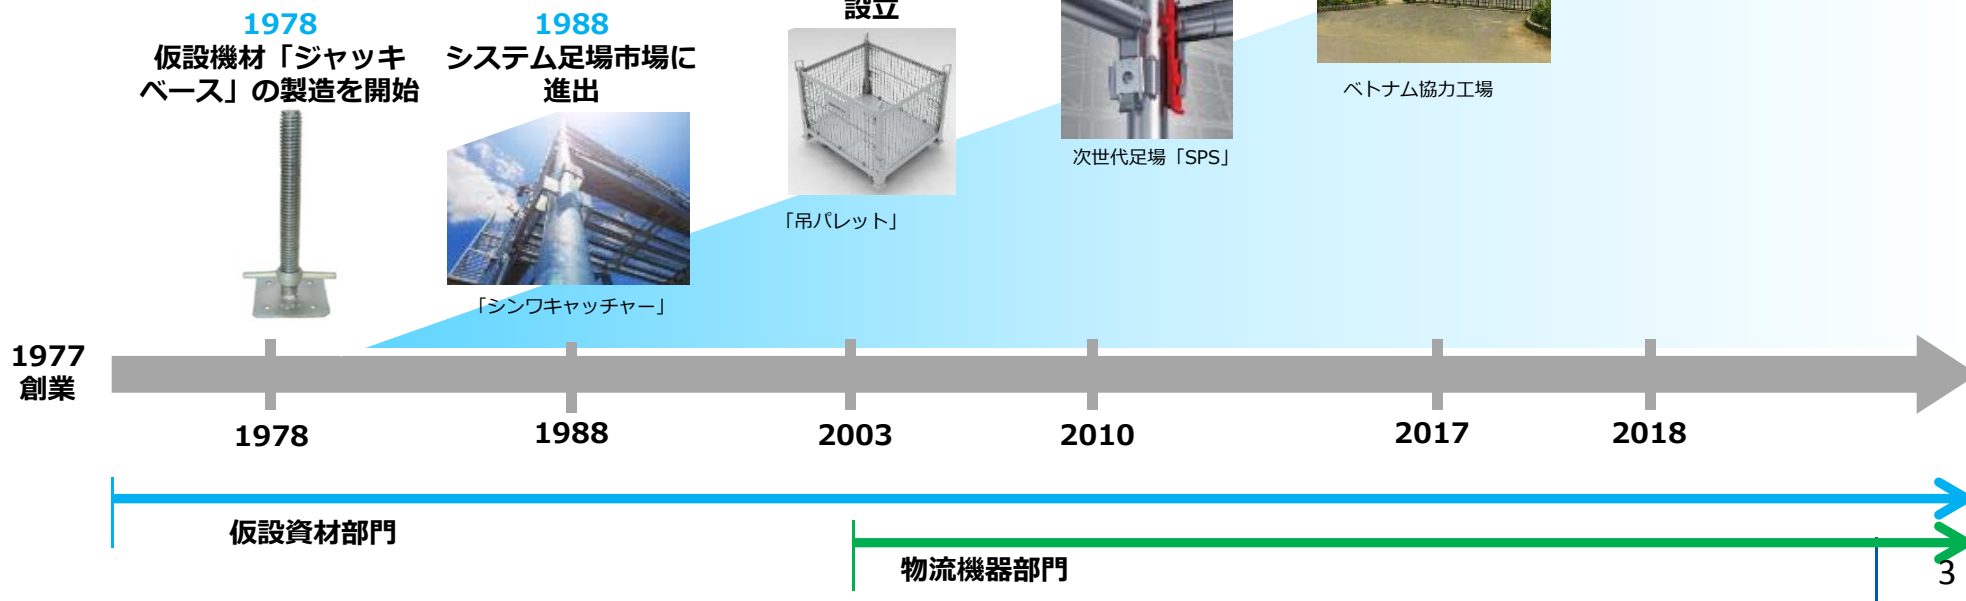 設立
1978
仮設機材「ジャッキ
ベース」の製造を開始
1988
システム足場市場に
進出
「シンワキャッチャー」
「吊パレット」
次世代足場「SPS」
ベトナム協力工場
1977
創業
1978
1988
2003
2010
2017
2018
仮設資材部門
物流機器部門
3